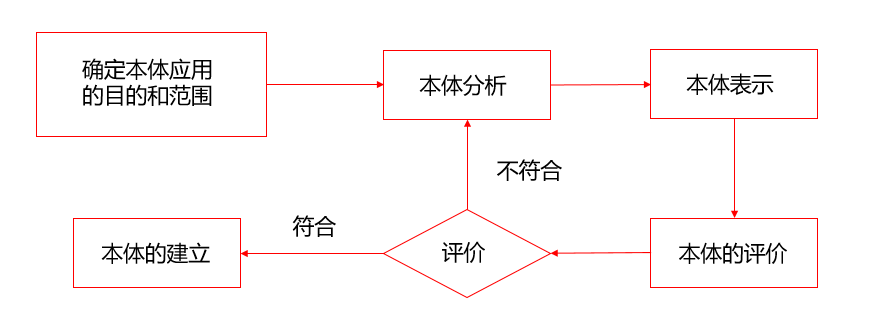 确定本体应用
的目的和范围
本体分析
本体表示
不符合
符合
本体的建立
评价
本体的评价